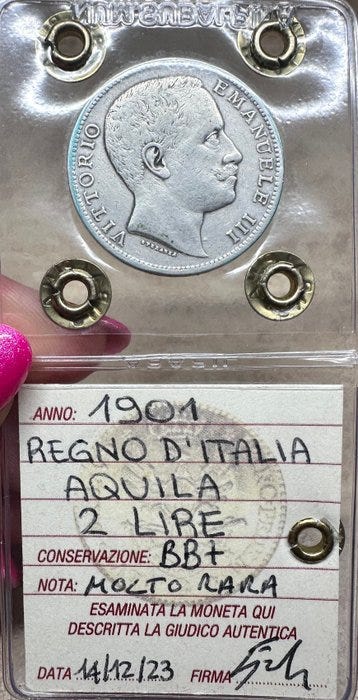 VITTORIO EMANUELE III
ANNO: 1901
REGNO D'ITALIA
AQUILA
2 LIRE
CONSERVAZIONE: BB+
NOTA: MOLTO RARA
ESAMINATA LA MONETA QUI
DESCRITTA LA GIUDICO AUTENTICA
DATA 14/12/23 FIRMA